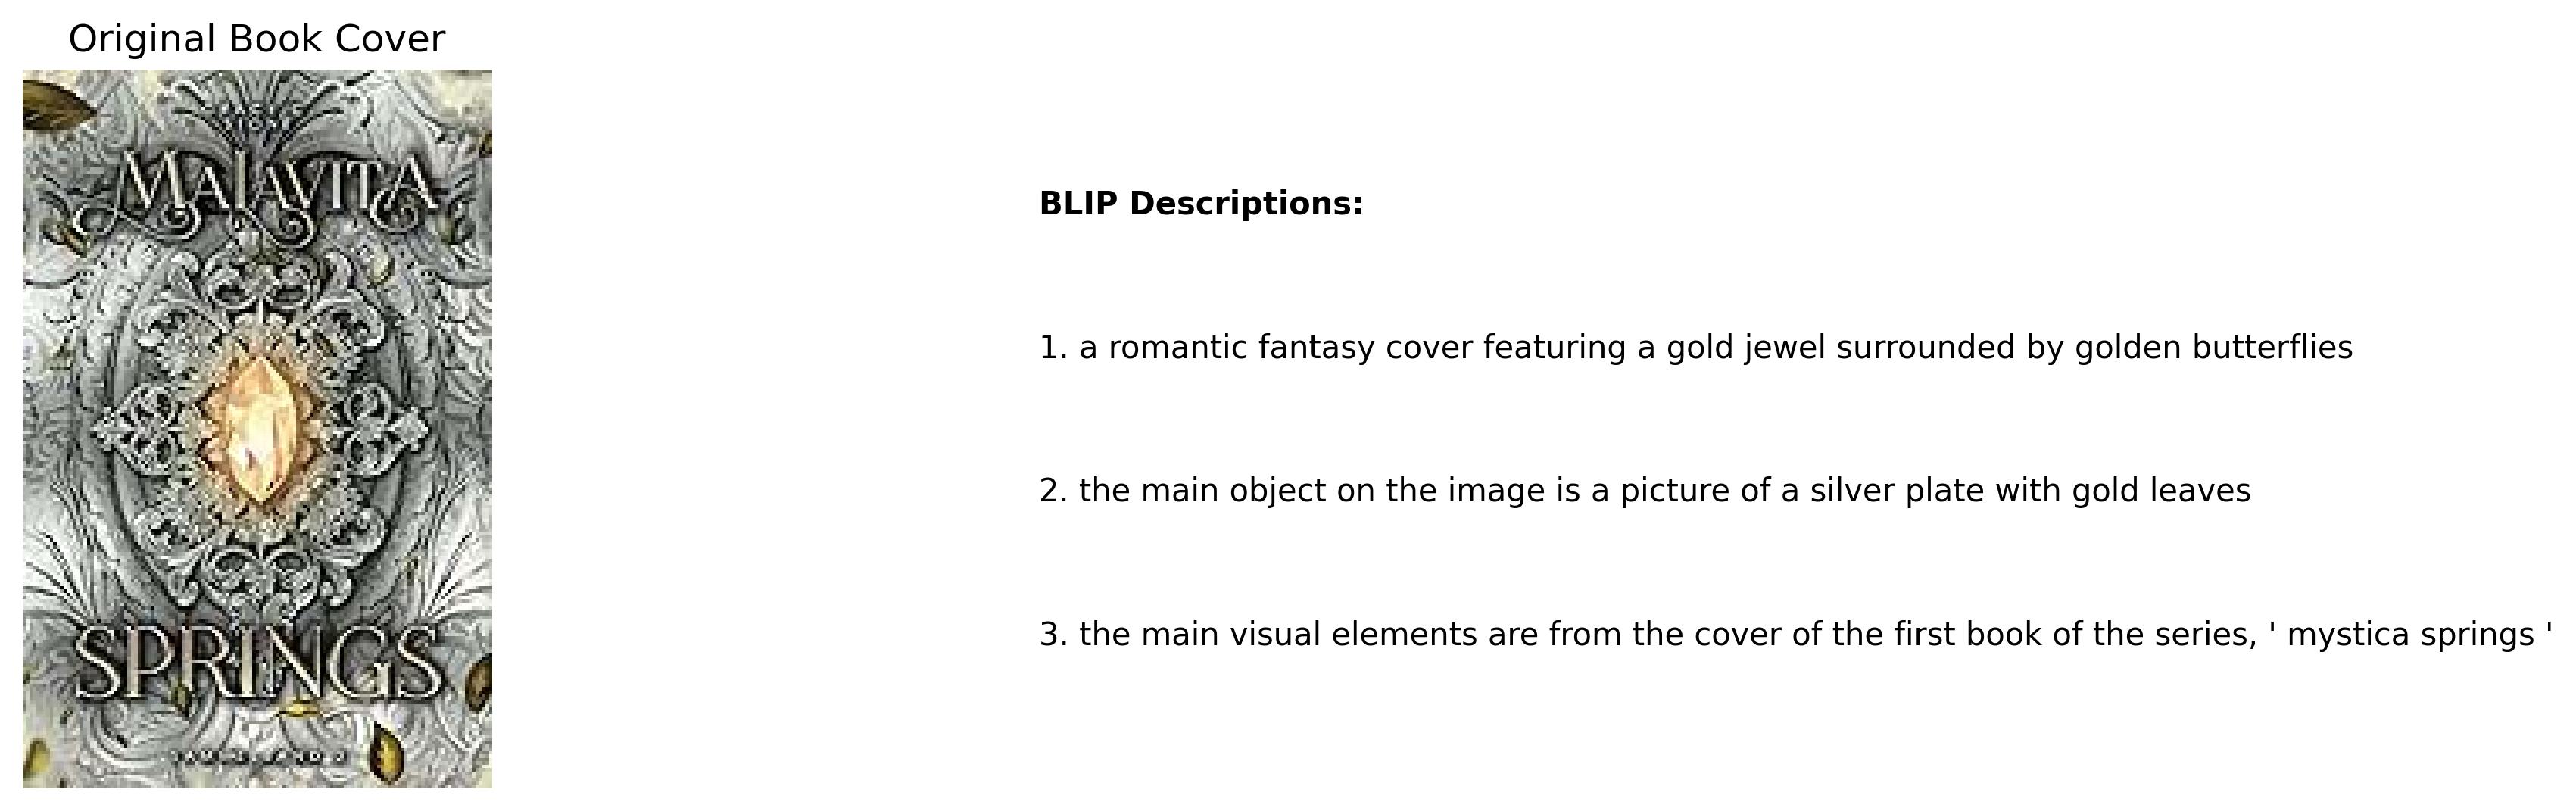 Original Book Cover
MALAVITA
SPRINGS
BLIP Descriptions:
1. a romantic fantasy cover featuring a gold jewel surrounded by golden butterflies
2. the main object on the image is a picture of a silver plate with gold leaves
3. the main visual elements are from the cover of the first book of the series, ' mystica springs '